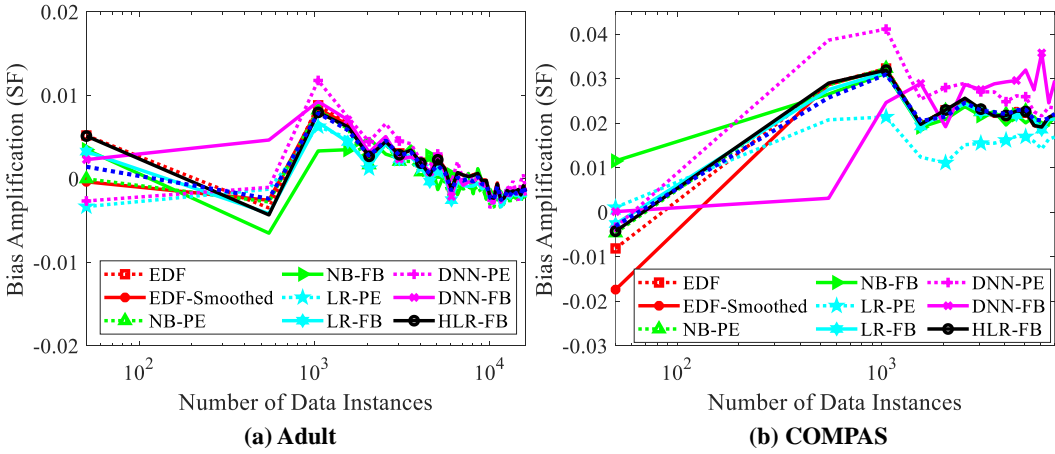 0.02
0.01
0
-0.01
-0.02
Bias Amplification (SF)
EDF
EDF-Smoothed
NB-PE
NB-FB
LR-PE
LR-FB
DNN-PE
DNN-FB
HLR-FB
10^2
10^3
10^4
Number of Data Instances
(a) Adult
0.05
0.04
0.03
0.02
0.01
0
-0.01
-0.02
-0.03
Bias Amplification (SF)
EDF
EDF-Smoothed
NB-PE
NB-FB
LR-PE
LR-FB
DNN-PE
DNN-FB
HLR-FB
10^2
10^3
Number of Data Instances
(b) COMPAS